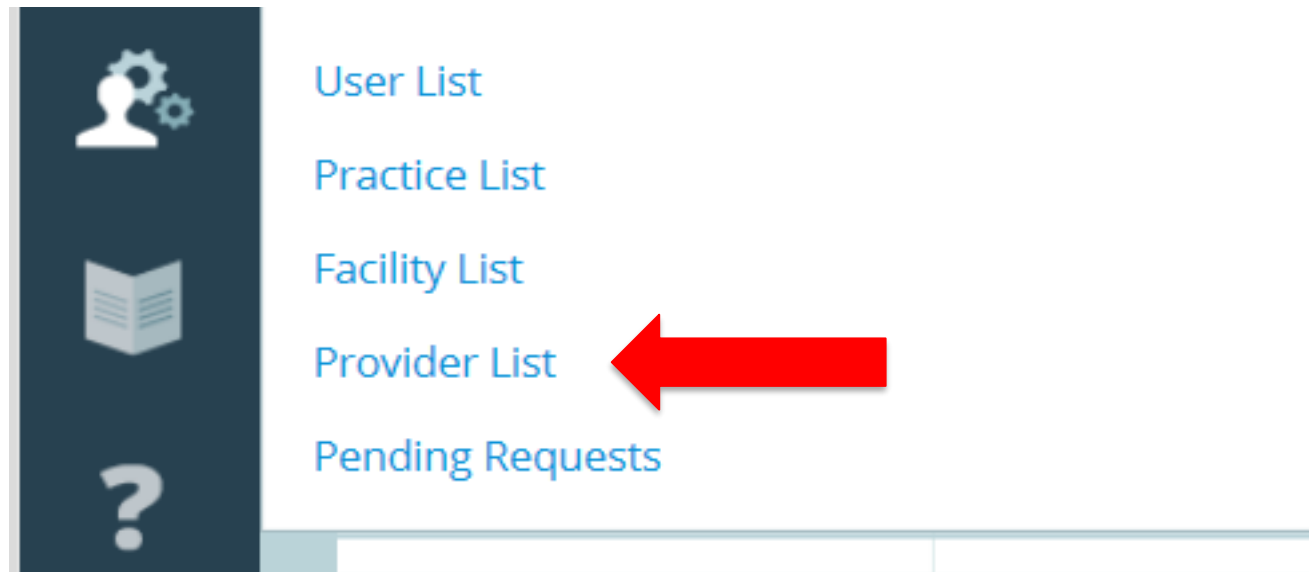 User List
Practice List
Facility List
Provider List
Pending Requests
?